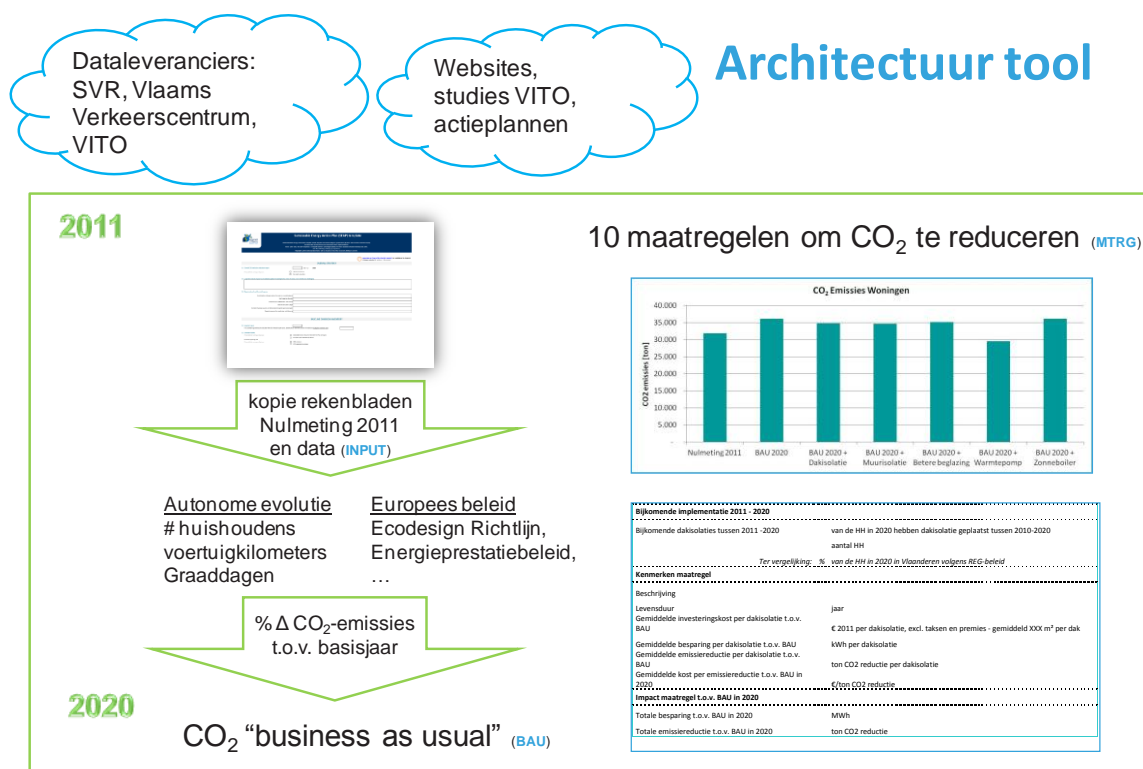 Architectuur tool
Dataleveranciers:
SVR, Vlaams
Verkeerscentrum,
VITO
Websites,
studies VITO,
actieplannen
2011
kopie rekenbladen
Nulmeting 2011
en data (INPUT)
Autonome evolutie
# huishoudens
voertuigkilometers
Graaddagen
Europees beleid
Ecodesign Richtlijn,
Energieprestatiebeleid,
…
% Δ CO₂-emissies
t.o.v. basisjaar
2020
CO₂ “business as usual” (BAU)
10 maatregelen om CO₂ te reduceren (MTRG)
CO₂ Emissies Woningen
CO2 emissies [ton]
40.000
35.000
30.000
25.000
20.000
15.000
10.000
5.000
-
Nulmeting 2011
BAU 2020
BAU 2020 +
Dakisolatie
BAU 2020 +
Muurisolatie
BAU 2020 +
Betere beglazing
BAU 2020 +
Warmtepomp
BAU 2020 +
Zonneboiler
Bijkomende implementatie 2011 - 2020
Bijkomende dakisolaties tussen 2011 -2020 van de HH in 2020 hebben dakisolatie geplaatst tussen 2010-2020
aantal HH
Ter vergelijking: % van de HH in 2020 in Vlaanderen volgens REG-beleid
Kenmerken maatregel
Beschrijving
Levensduur jaar
Gemiddelde investeringskost per dakisolatie t.o.v.
BAU € 2011 per dakisolatie, excl. taksen en premies - gemiddeld XXX m² per dak
Gemiddelde besparing per dakisolatie t.o.v. BAU kWh per dakisolatie
Gemiddelde emissiereductie per dakisolatie t.o.v.
BAU ton CO2 reductie per dakisolatie
Gemiddelde kost per emissiereductie t.o.v. BAU in
2020 €/ton CO2 reductie
Impact maatregel t.o.v. BAU in 2020
Totale besparing t.o.v. BAU in 2020 MWh
Totale emissiereductie t.o.v. BAU in 2020 ton CO2 reductie